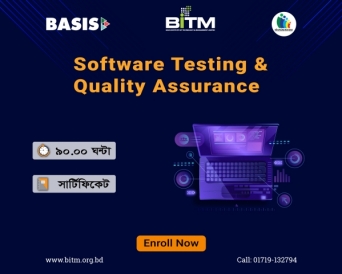 BASIS
BITM
Software Testing &
Quality Assurance
৯০.০০ ঘন্টা
সার্টিফিকেট
Enroll Now
www.bitm.org.bd
Call: 01719-132794